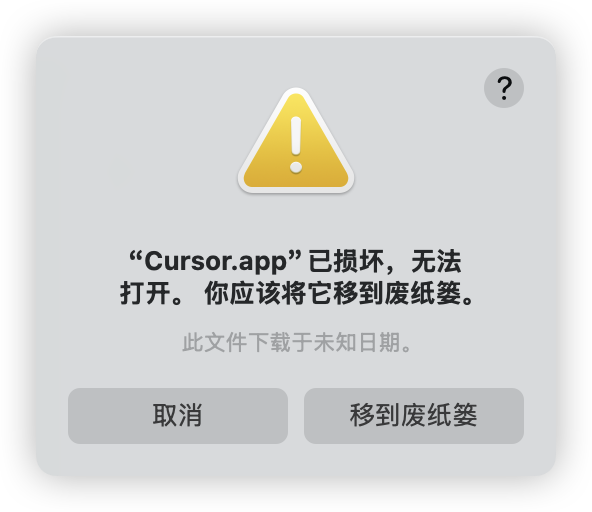 ?
“Cursor.app”已损坏，无法
打开。 你应该将它移到废纸篓。
此文件下载于未知日期。
取消
移到废纸篓